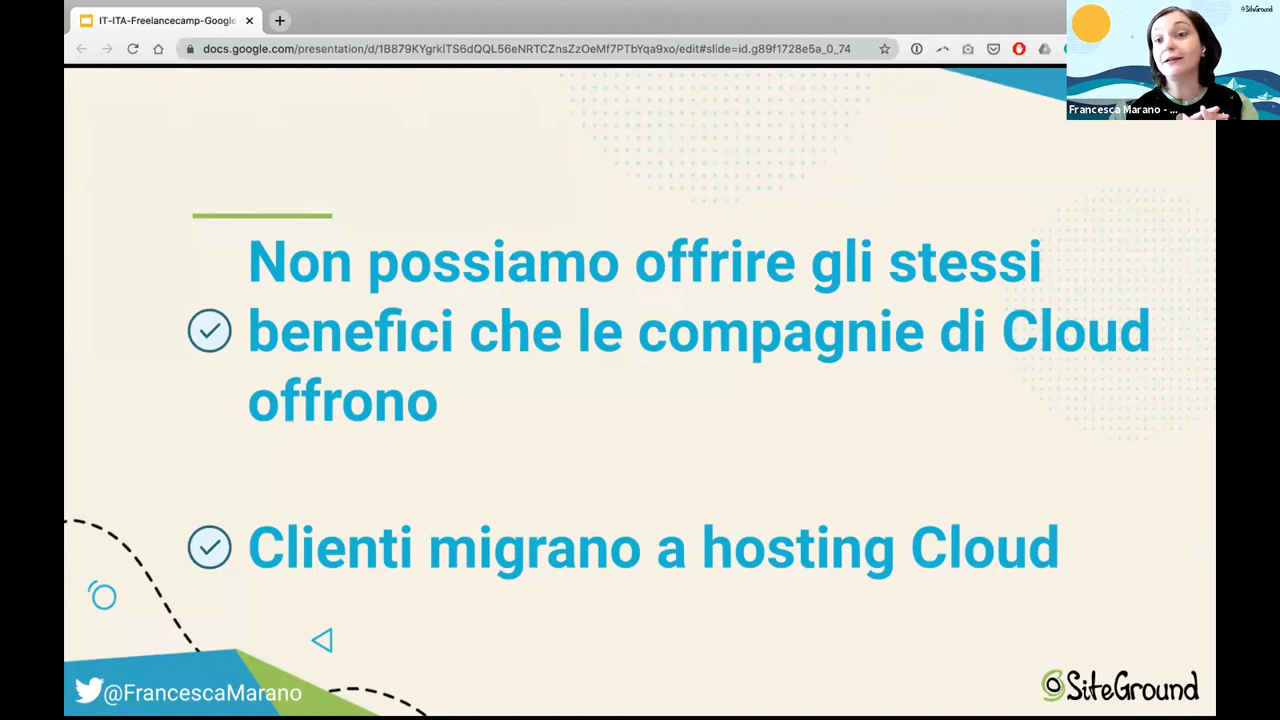 IT-ITA-Freelancecamp-Google
docs.google.com/presentation/d/1B879KYgrklTS6dQQL56eNRTCZnsZzOeMf7PTbYqa9xo/edit#slide=id.g89f1728e5a_0_74
SiteGround
Francesca Marano - ...
Non possiamo offrire gli stessi
benefici che le compagnie di Cloud
offrono
Clienti migrano a hosting Cloud
@FrancescaMarano
SiteGround